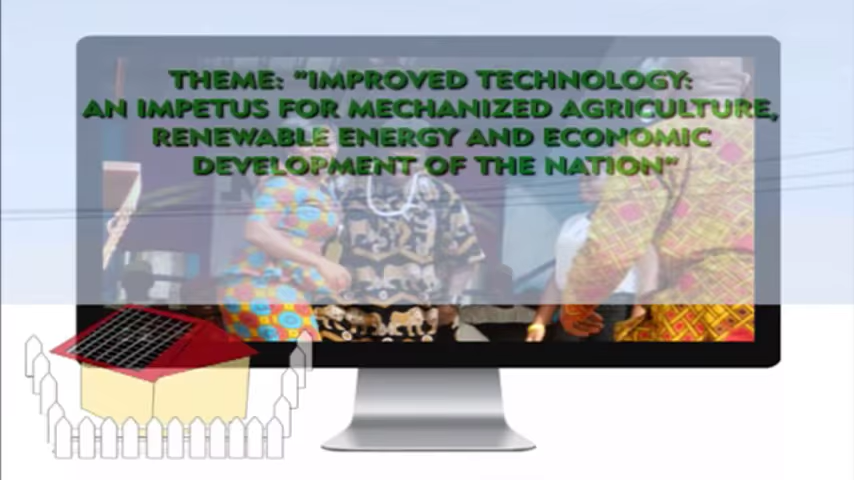 THEME: "IMPROVED TECHNOLOGY:
AN IMPETUS FOR MECHANIZED AGRICULTURE,
RENEWABLE ENERGY AND ECONOMIC
DEVELOPMENT OF THE NATION"